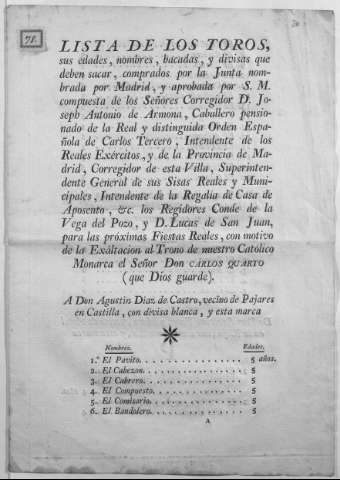 71.
LISTA DE LOS TOROS,
sus edades, nombres, bacadas, y divisas que
deben sacar, comprados por la Junta nom-
brada por Madrid, y aprobada por S. M.
compuesta de los Señores Corregidor D. Jo-
seph Antonio de Armona, Caballero pensio-
nado de la Real y distinguida Orden Espa-
ñola de Carlos Tercero, Intendente de los
Reales Exércitos, y de la Provincia de Ma-
drid, Corregidor de esta Villa, Superinten-
dente General de sus Sisas Reales y Muni-
cipales, Intendente de la Regalía de Casa de
Aposento, &c. los Regidores Conde de la
Vega del Pozo, y D. Lucas de San Juan,
para las próximas Fiestas Reales, con motivo
de la Exâltacion al Trono de nuestro Católico
Monarca el Señor DON CARLOS QUARTO
(que Dios guarde).
A Don Agustin Diaz de Castro, vecino de Pajares
en Castilla, con divisa blanca, y esta marca
Nombres. Edades.
1.º El Pavito. . . . . . . . . . . . . . 5 años.
2.. El Cabezon. . . . . . . . . . . . . . 5
3.. El Cabrero. . . . . . . . . . . . . . 5
4.. El Compuesto. . . . . . . . . . . . . 5
5.. El Comisario. . . . . . . . . . . . . 5
6.. El Bandolero. . . . . . . . . . . . . 5
A